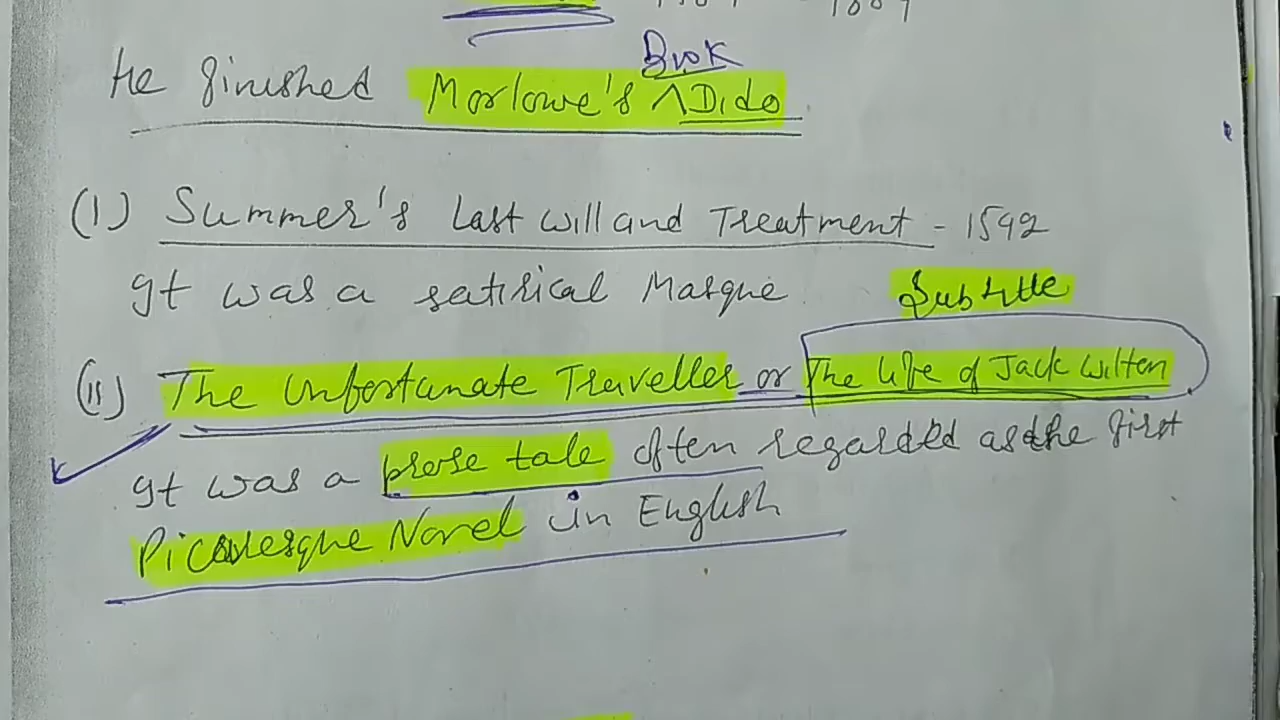 Book
He finished Marlowe's ^ Dido
(I) Summer's Last Will and Treatment - 1592
It was a satirical Masque
Subtitle
(II) The Unfortunate Traveller or The Life of Jack Wilton
It was a prose tale often regarded as the first
Picaresque Novel in English